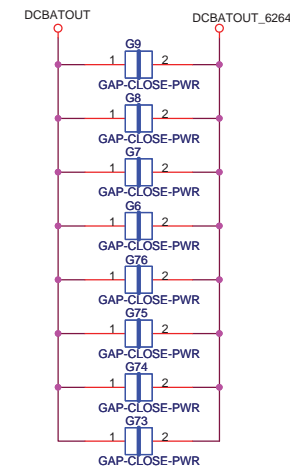 DCBATOUT DCBATOUT_6264
G9
1 2
GAP-CLOSE-PWR
G8
1 2
GAP-CLOSE-PWR
G7
1 2
GAP-CLOSE-PWR
G6
1 2
GAP-CLOSE-PWR
G76
1 2
GAP-CLOSE-PWR
G75
1 2
GAP-CLOSE-PWR
G74
1 2
GAP-CLOSE-PWR
G73
1 2
GAP-CLOSE-PWR